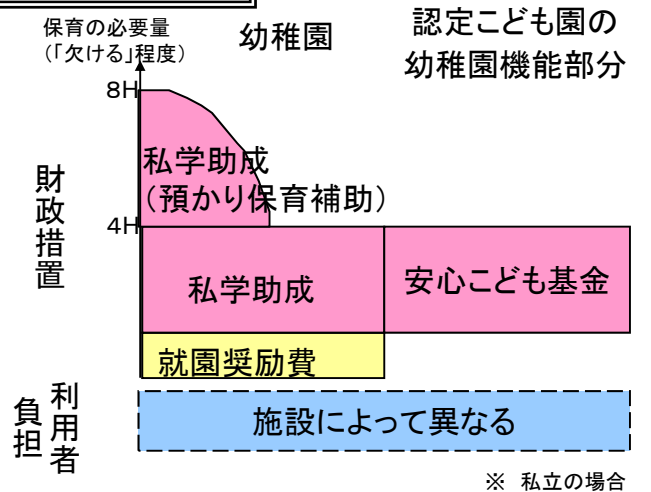 保育の必要量
(「欠ける」程度)
幼稚園
認定こども園の
幼稚園機能部分
8H
私学助成
(預かり保育補助)
4H
財政措置
私学助成
安心こども基金
就園奨励費
利用者
負担
施設によって異なる
※ 私立の場合